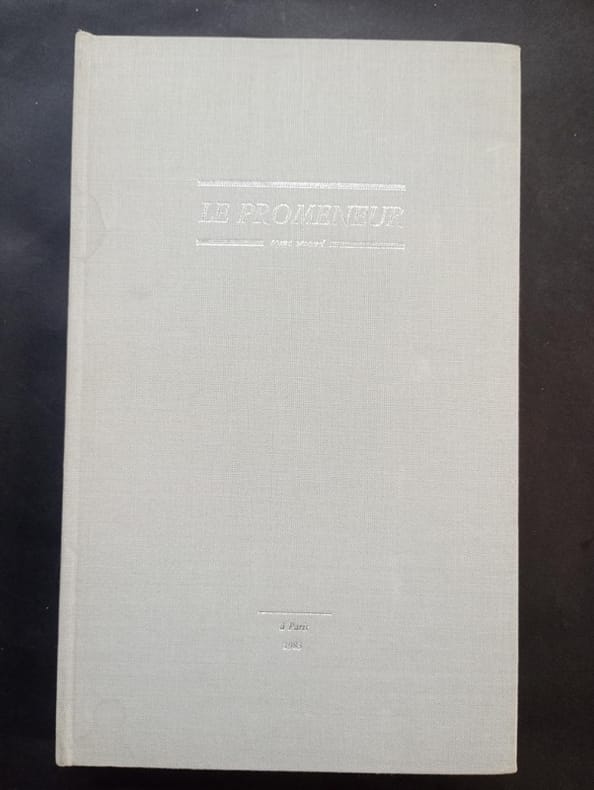 LE PROMENEUR
tome second
à Paris
1983